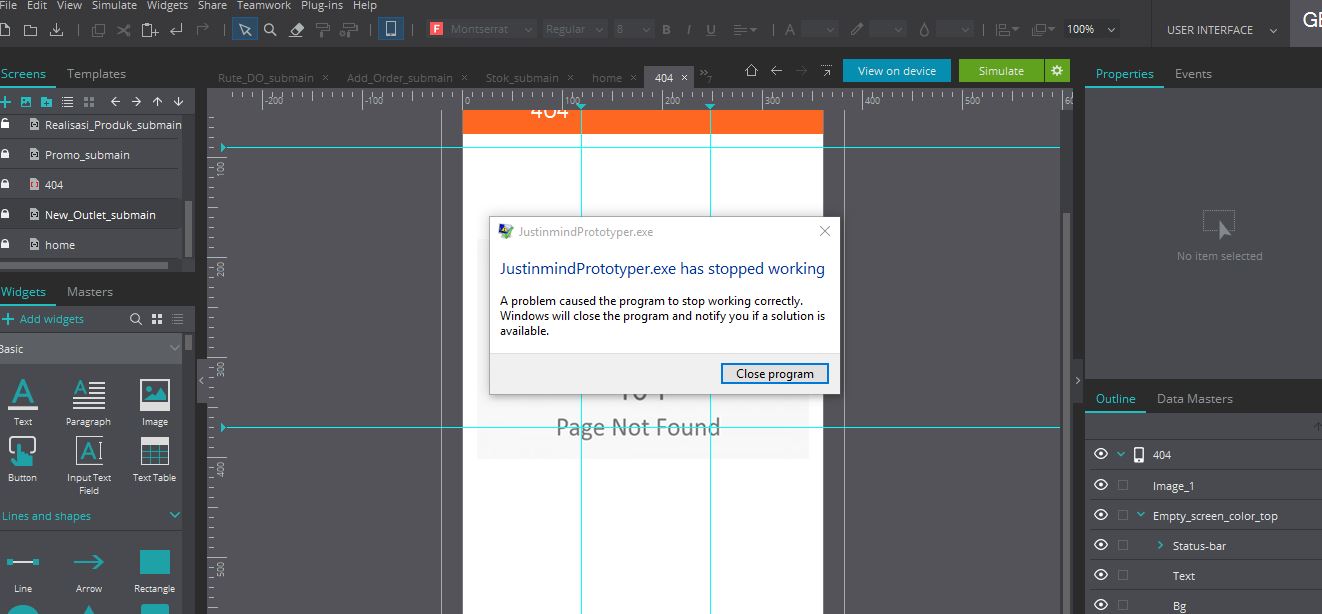 File Edit View Simulate Widgets Share Teamwork Plug-ins Help
F Montserrat Regular 8 B I U A 100% USER INTERFACE
Screens Templates
Rute_DO_submain × Add_Order_submain × Stok_submain × home × 404 × »7
View on device Simulate
Properties Events
-200 -100 0 100 200 300 400 500
Realisasi_Produk_submain
Promo_submain
404
New_Outlet_submain
home
Widgets Masters
+ Add widgets
Basic
Text Paragraph Image
Button Input Text Field Text Table
Lines and shapes
Line Arrow Rectangle
100
200
300
400
500
404
JustinmindPrototyper.exe
JustinmindPrototyper.exe has stopped working
A problem caused the program to stop working correctly.
Windows will close the program and notify you if a solution is
available.
Close program
Page Not Found
No item selected
Outline Data Masters
404
Image_1
Empty_screen_color_top
Status-bar
Text
Bg